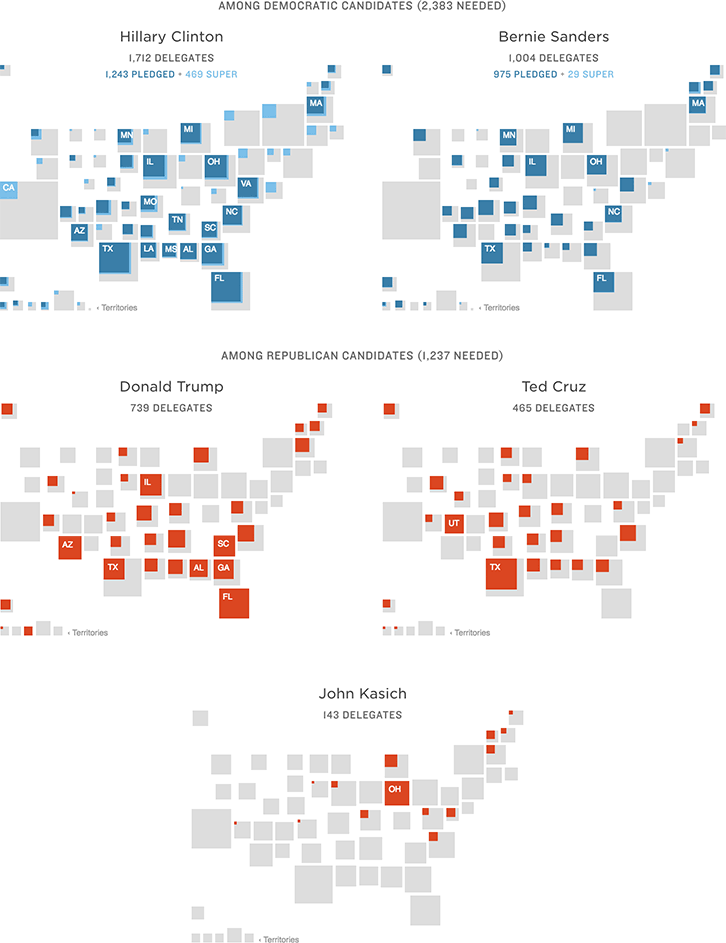 AMONG DEMOCRATIC CANDIDATES (2,383 NEEDED)
Hillary Clinton
1,712 DELEGATES
1,243 PLEDGED • 469 SUPER
MA
MN
MI
IL
OH
CA
VA
MO
NC
TN
AZ
SC
TX
LA
MS
AL
GA
FL
‹ Territories
Bernie Sanders
1,004 DELEGATES
975 PLEDGED • 29 SUPER
MA
MN
MI
IL
OH
NC
TX
FL
‹ Territories
AMONG REPUBLICAN CANDIDATES (1,237 NEEDED)
Donald Trump
739 DELEGATES
IL
AZ
SC
TX
AL
GA
FL
‹ Territories
Ted Cruz
465 DELEGATES
UT
TX
‹ Territories
John Kasich
143 DELEGATES
OH
‹ Territories